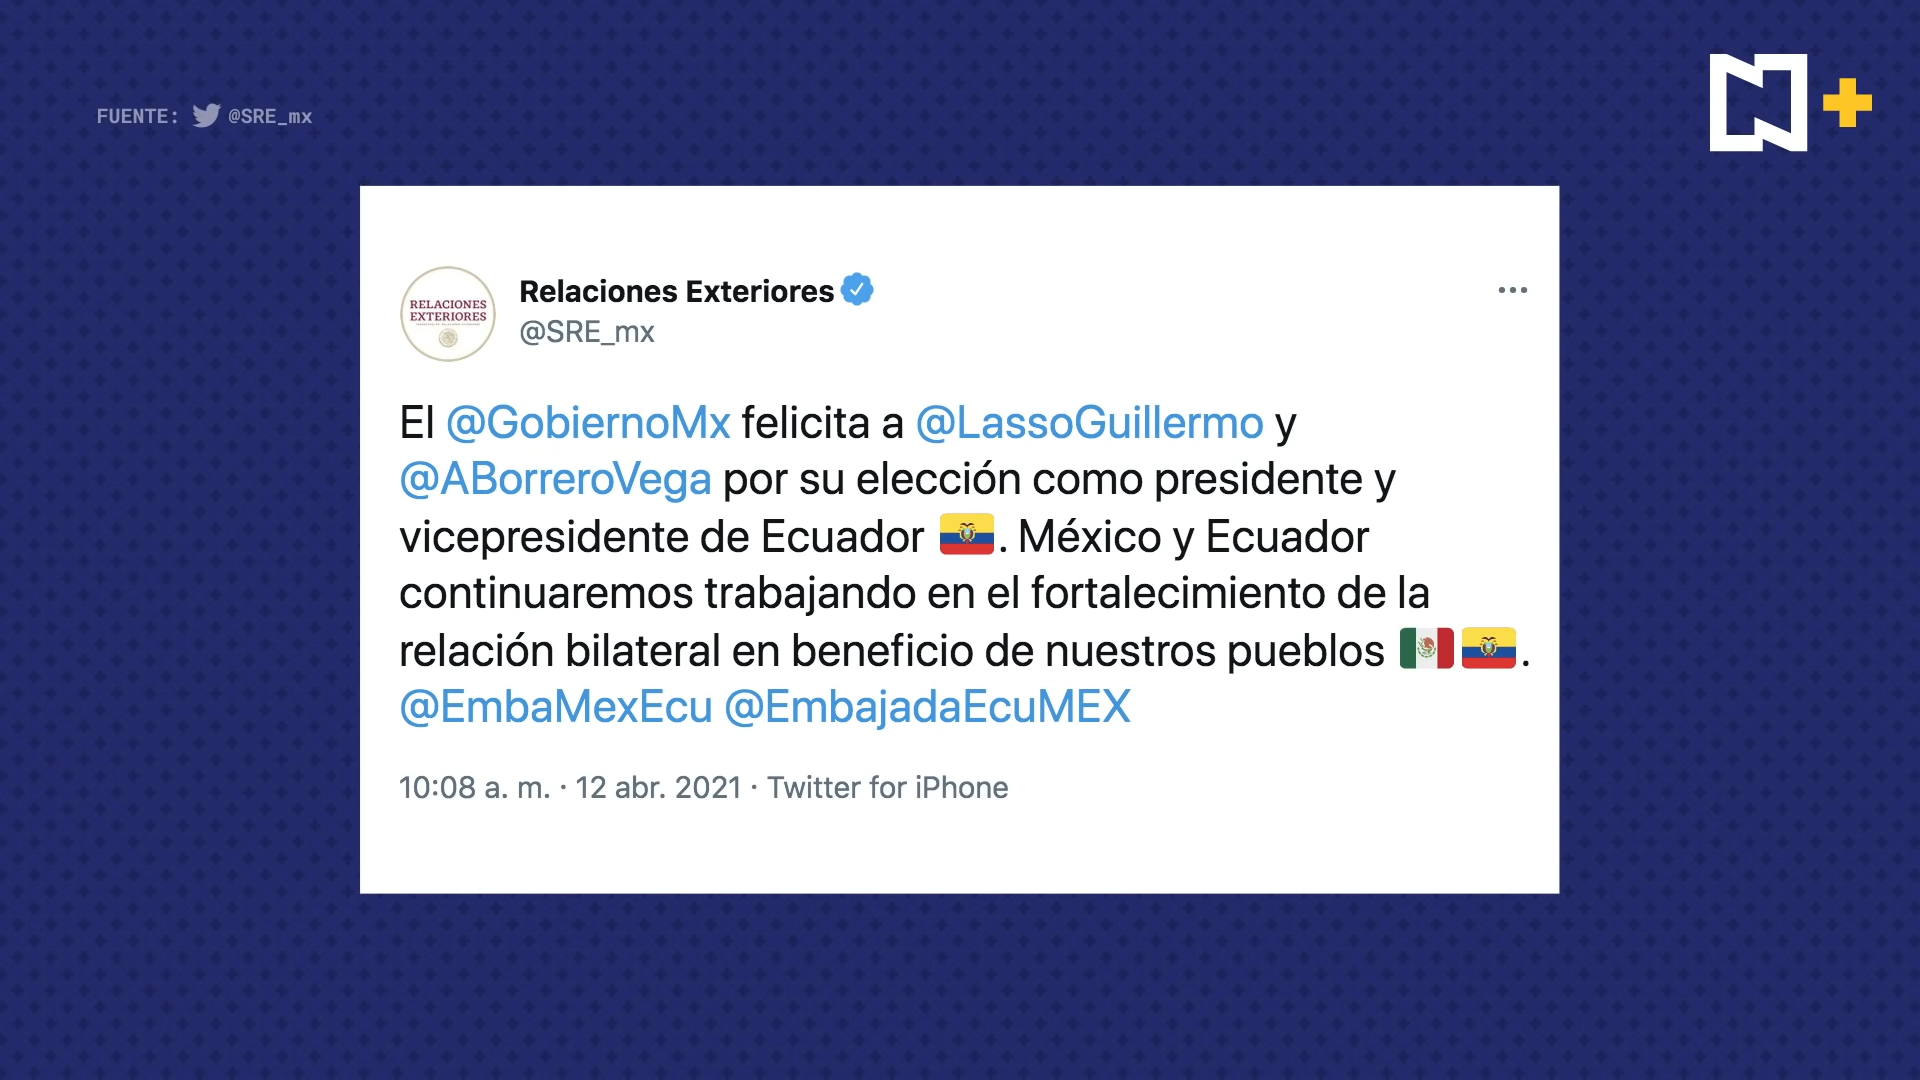 FUENTE: @SRE_mx
N+
RELACIONES
EXTERIORES
Relaciones Exteriores
@SRE_mx
El @GobiernoMx felicita a @LassoGuillermo y
@ABorreroVega por su elección como presidente y
vicepresidente de Ecuador 🇪🇨. México y Ecuador
continuaremos trabajando en el fortalecimiento de la
relación bilateral en beneficio de nuestros pueblos 🇲🇽🇪🇨.
@EmbaMexEcu @EmbajadaEcuMEX
10:08 a. m. · 12 abr. 2021 · Twitter for iPhone